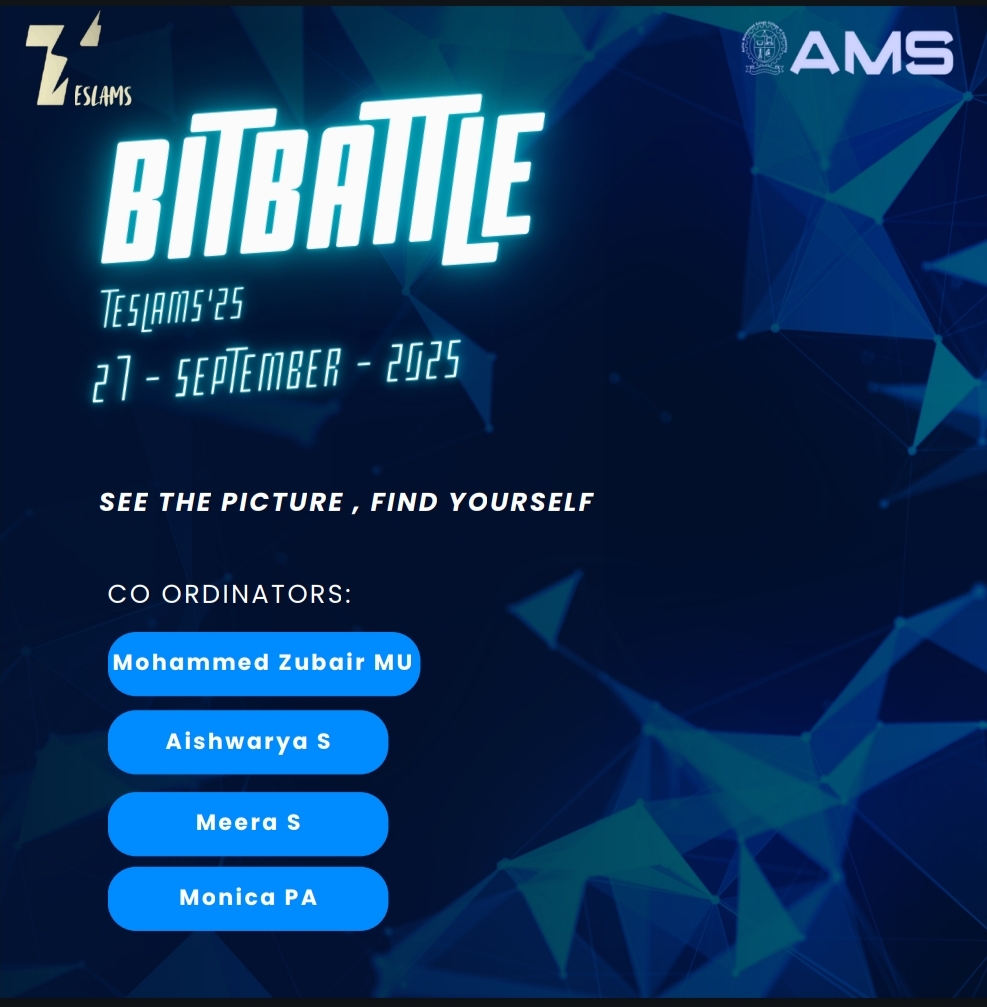 ESLAMS
AMS
BITBATTLE
TESLAMS'25
27 - SEPTEMBER - 2025
SEE THE PICTURE , FIND YOURSELF
CO ORDINATORS:
Mohammed Zubair MU
Aishwarya S
Meera S
Monica PA